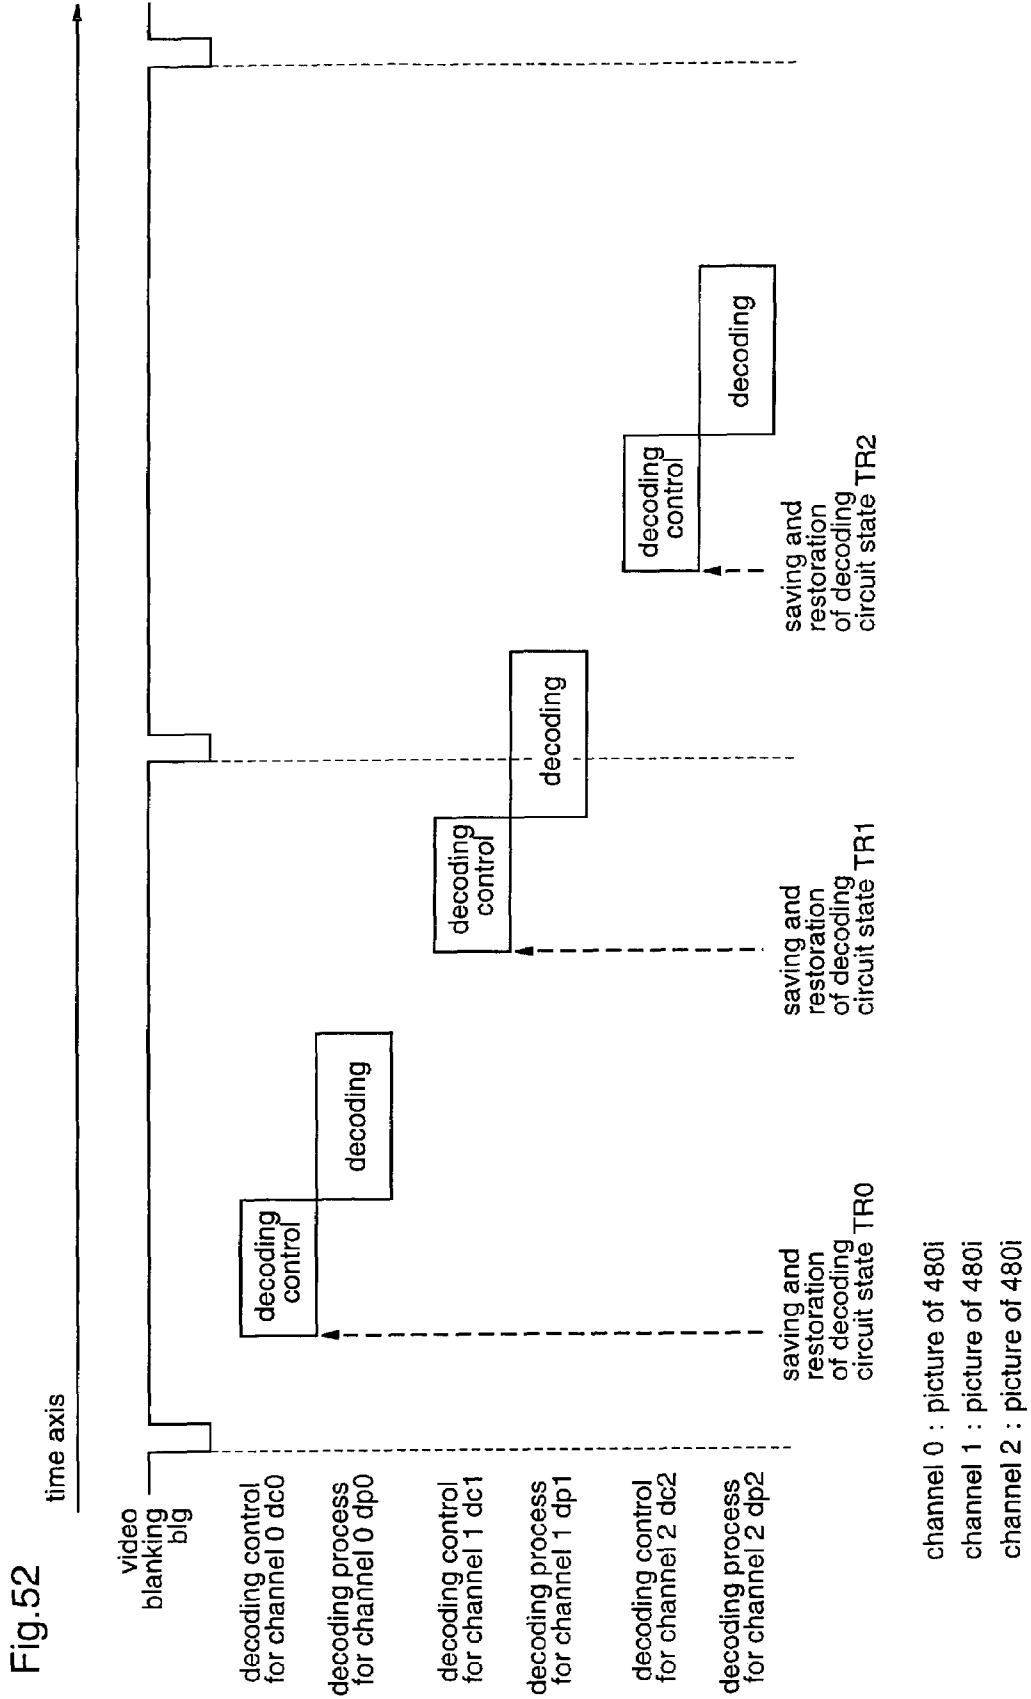 Fig.52
time axis
video
blanking
blg
decoding control
for channel 0 dc0
decoding control
decoding process
for channel 0 dp0
decoding
decoding control
for channel 1 dc1
decoding
control
decoding process
for channel 1 dp1
decoding
decoding control
for channel 2 dc2
decoding
control
decoding process
for channel 2 dp2
decoding
saving and
restoration
of decoding
circuit state TR0
saving and
restoration
of decoding
circuit state TR1
saving and
restoration
of decoding
circuit state TR2
channel 0 : picture of 480i
channel 1 : picture of 480i
channel 2 : picture of 480i